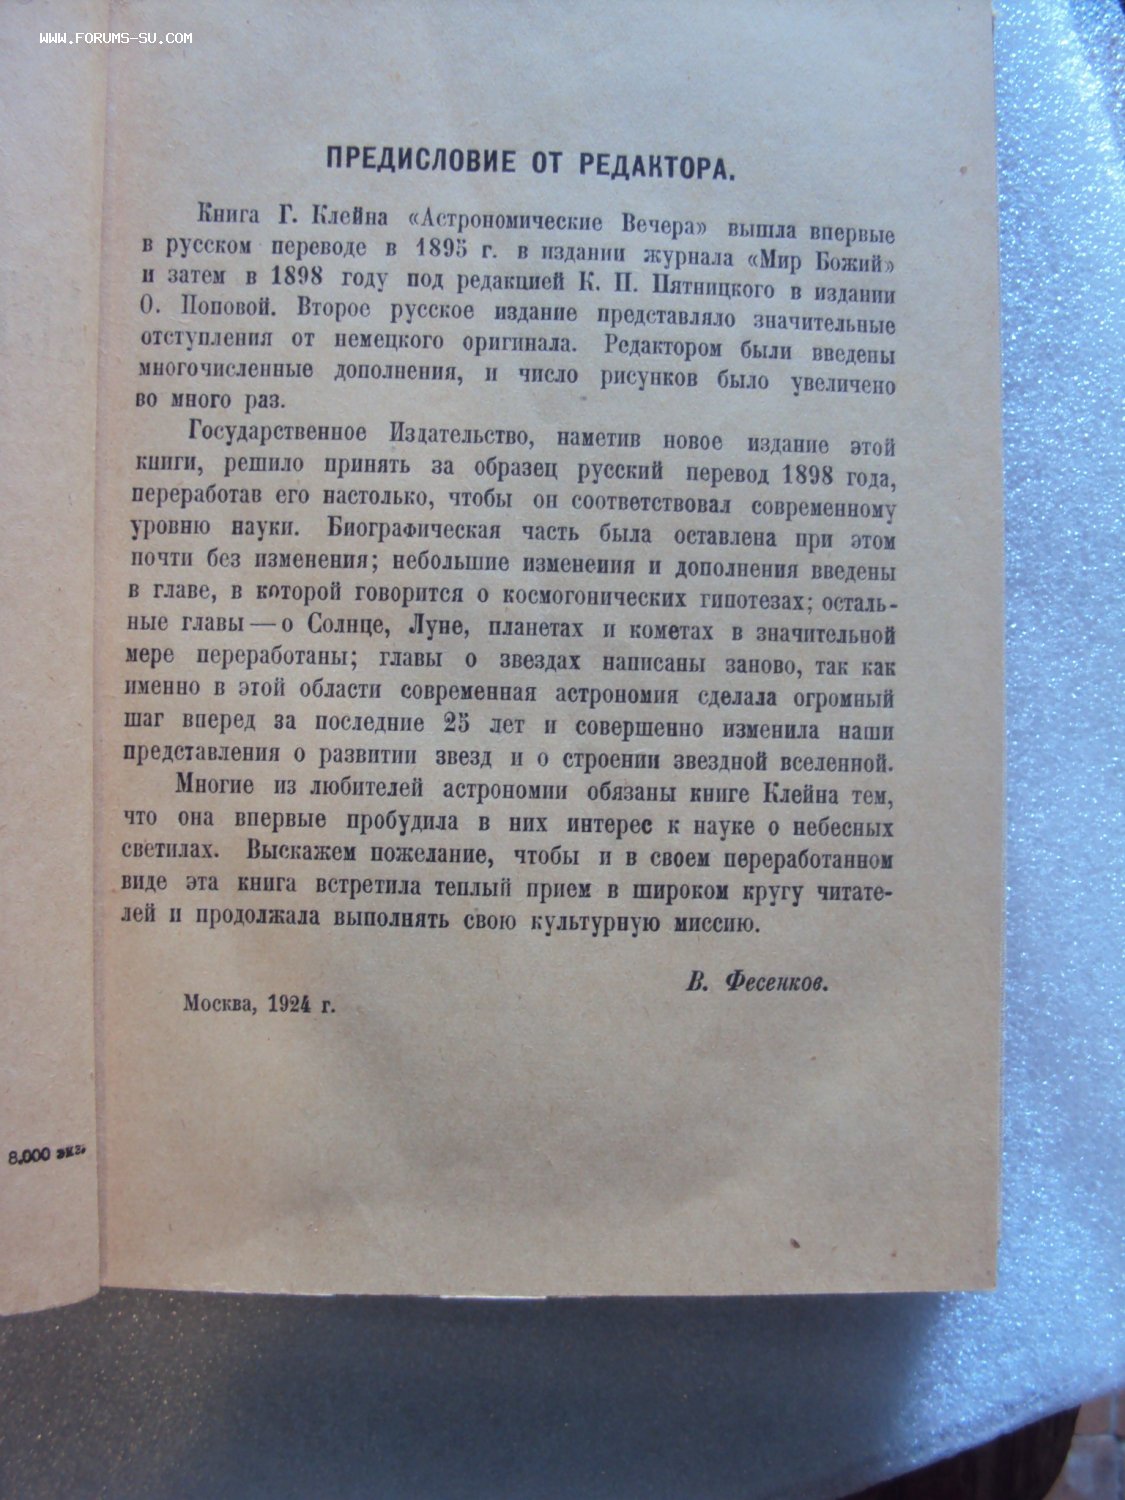 WWW.FORUMS-SU.COM
ПРЕДИСЛОВИЕ ОТ РЕДАКТОРА.
Книга Г. Клейна «Астрономические Вечера» вышла впервые
в русском переводе в 1895 г. в издании журнала «Мир Божий»
и затем в 1898 году под редакцией К. П. Пятницкого в издании
О. Поповой. Второе русское издание представляло значительные
отступления от немецкого оригинала. Редактором были введены
многочисленные дополнения, и число рисунков было увеличено
во много раз.
Государственное Издательство, наметив новое издание этой
книги, решило принять за образец русский перевод 1898 года,
переработав его настолько, чтобы он соответствовал современному
уровню науки. Биографическая часть была оставлена при этом
почти без изменения; небольшие изменения и дополнения введены
в главе, в которой говорится о космогонических гипотезах; осталь-
ные главы — о Солнце, Луне, планетах и кометах в значительной
мере переработаны; главы о звездах написаны заново, так как
именно в этой области современная астрономия сделала огромный
шаг вперед за последние 25 лет и совершенно изменила наши
представления о развитии звезд и о строении звездной вселенной.
Многие из любителей астрономии обязаны книге Клейна тем,
что она впервые пробудила в них интерес к науке о небесных
светилах. Выскажем пожелание, чтобы и в своем переработанном
виде эта книга встретила теплый прием в широком кругу читате-
лей и продолжала выполнять свою культурную миссию.
В. Фесенков.
Москва, 1924 г.
8.000 экз.